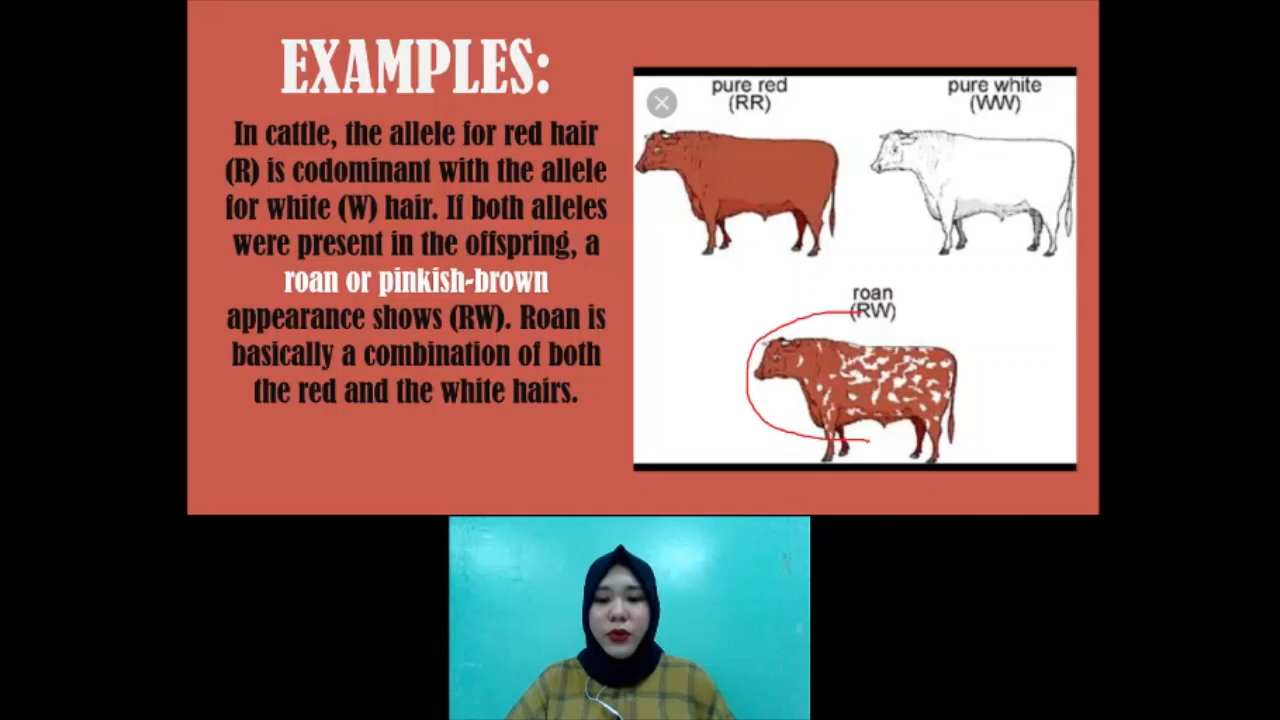 EXAMPLES:
In cattle, the allele for red hair
(R) is codominant with the allele
for white (W) hair. If both alleles
were present in the offspring, a
roan or pinkish-brown
appearance shows (RW). Roan is
basically a combination of both
the red and the white hairs.
pure red
(RR)
pure white
(WW)
roan
(RW)